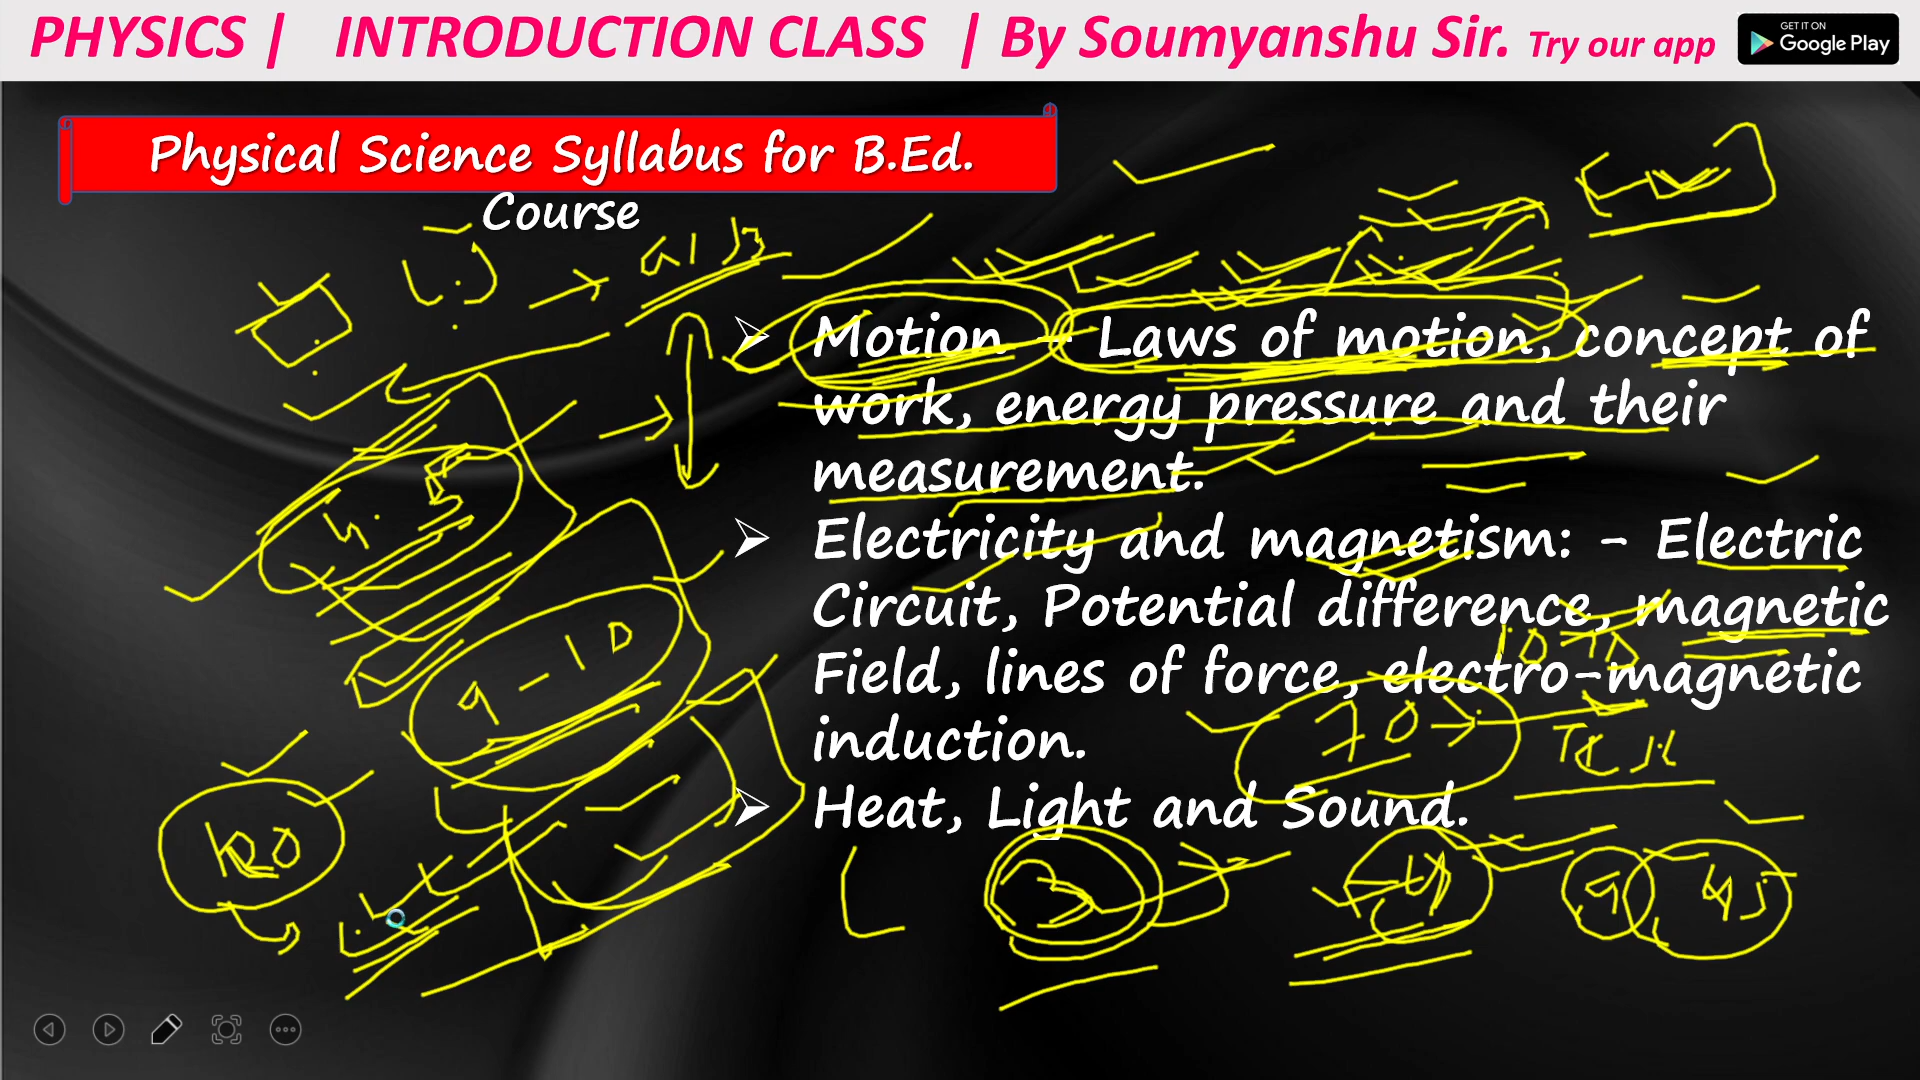 PHYSICS | INTRODUCTION CLASS | By Soumyanshu Sir. Try our app
GET IT ON
Google Play
Physical Science Syllabus for B.Ed.
Course
Motion – Laws of motion, concept of
work, energy pressure and their
measurement.
Electricity and magnetism: - Electric
Circuit, Potential difference, magnetic
Field, lines of force, electro-magnetic
induction.
Heat, Light and Sound.
9 - 10